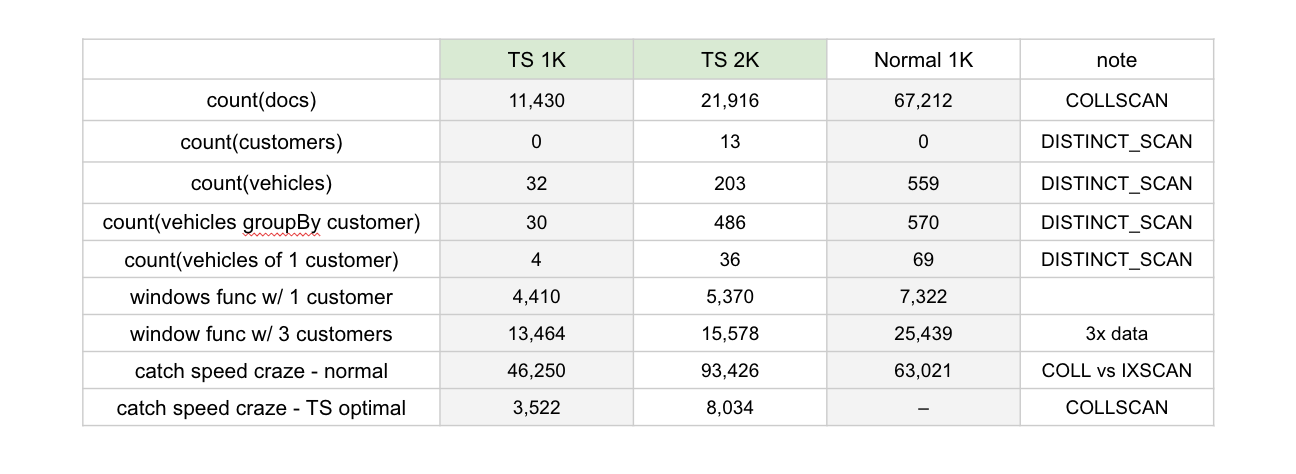 TS 1K TS 2K Normal 1K note
count(docs) 11,430 21,916 67,212 COLLSCAN
count(customers) 0 13 0 DISTINCT_SCAN
count(vehicles) 32 203 559 DISTINCT_SCAN
count(vehicles groupBy customer) 30 486 570 DISTINCT_SCAN
count(vehicles of 1 customer) 4 36 69 DISTINCT_SCAN
windows func w/ 1 customer 4,410 5,370 7,322
window func w/ 3 customers 13,464 15,578 25,439 3x data
catch speed craze - normal 46,250 93,426 63,021 COLL vs IXSCAN
catch speed craze - TS optimal 3,522 8,034 – COLLSCAN